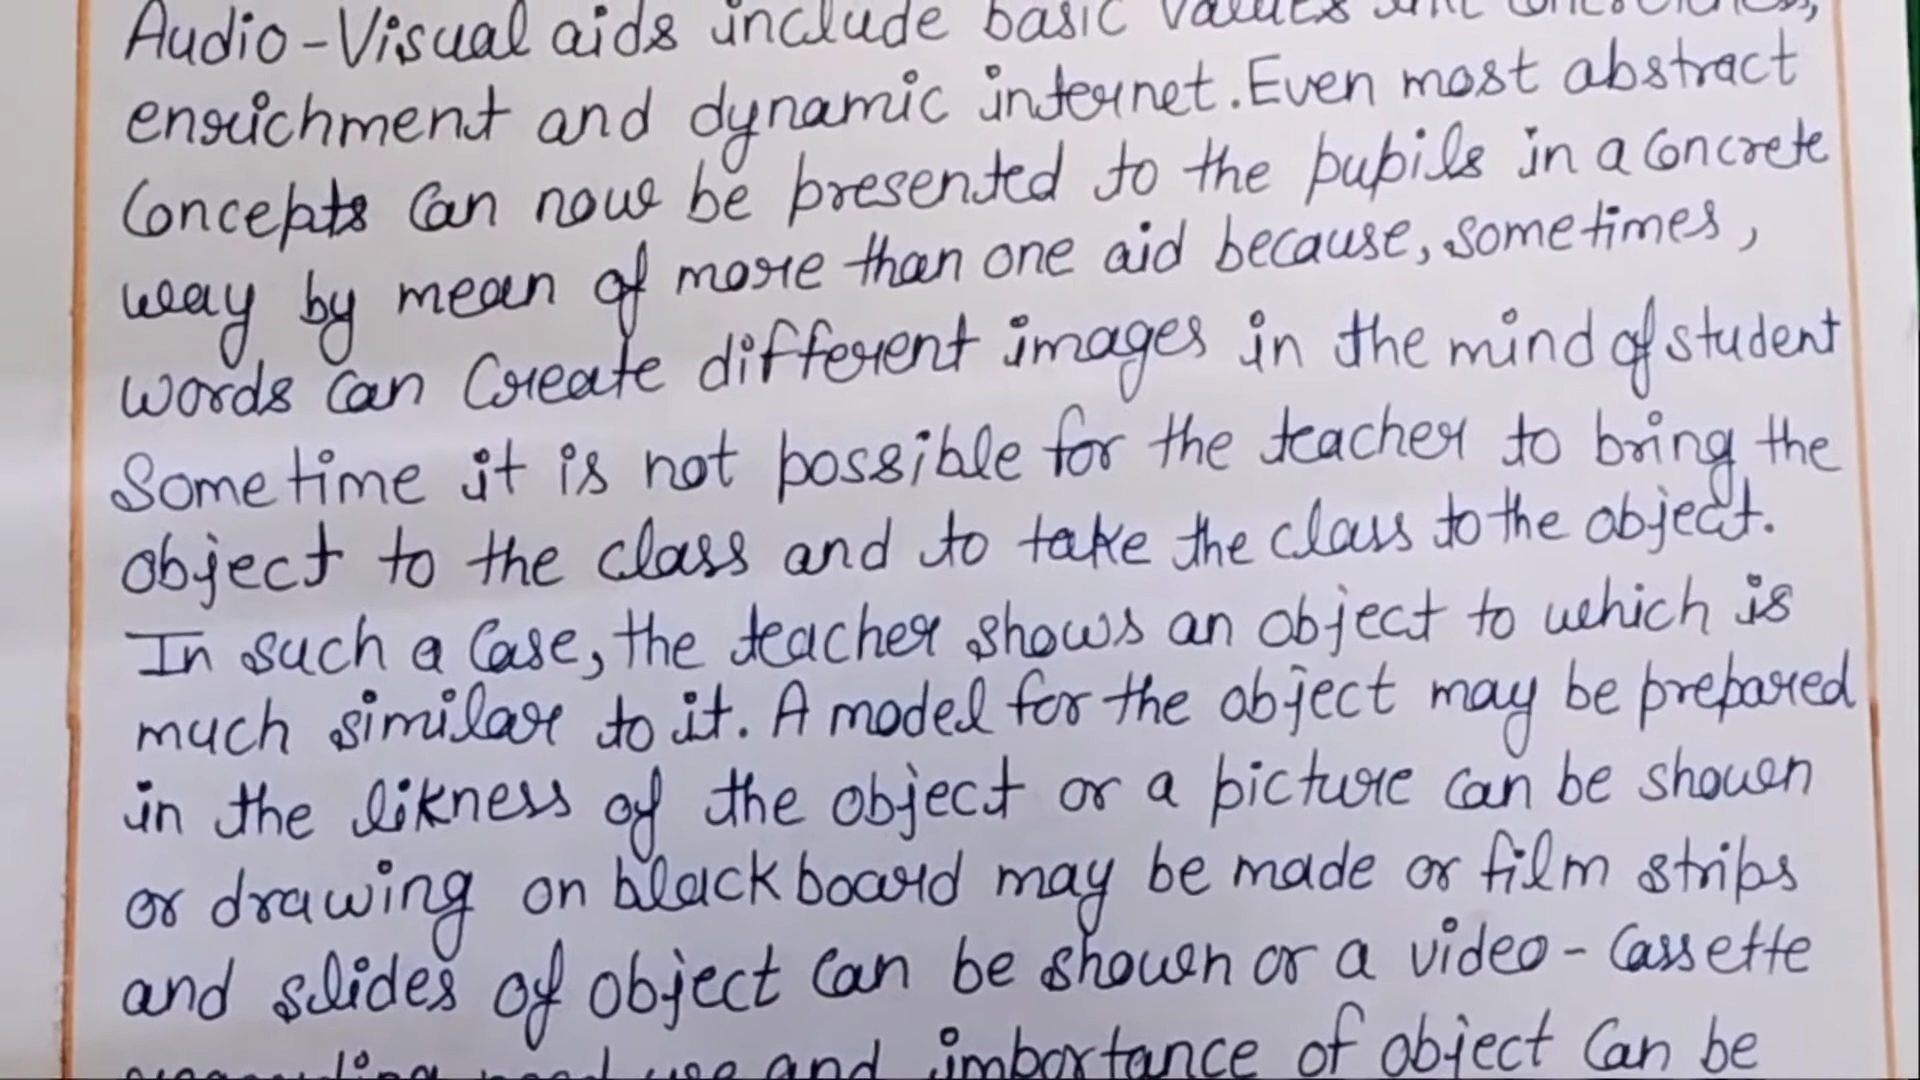 Audio-Visual aids include basic values
enrichment and dynamic internet. Even most abstract
Concepts Can now be presented to the pupils in a Concrete
way by mean of more than one aid because, sometimes,
words can Create different images in the mind of student
Sometime it is not possible for the teacher to bring the
object to the class and to take the class to the object.
In such a Case, the teacher shows an object to which is
much similar to it. A model for the object may be prepared
in the likness of the object or a picture can be shown
or drawing on blackboard may be made or film strips
and slides of object Can be shown or a video-Cassette
regarding need use and importance of object Can be